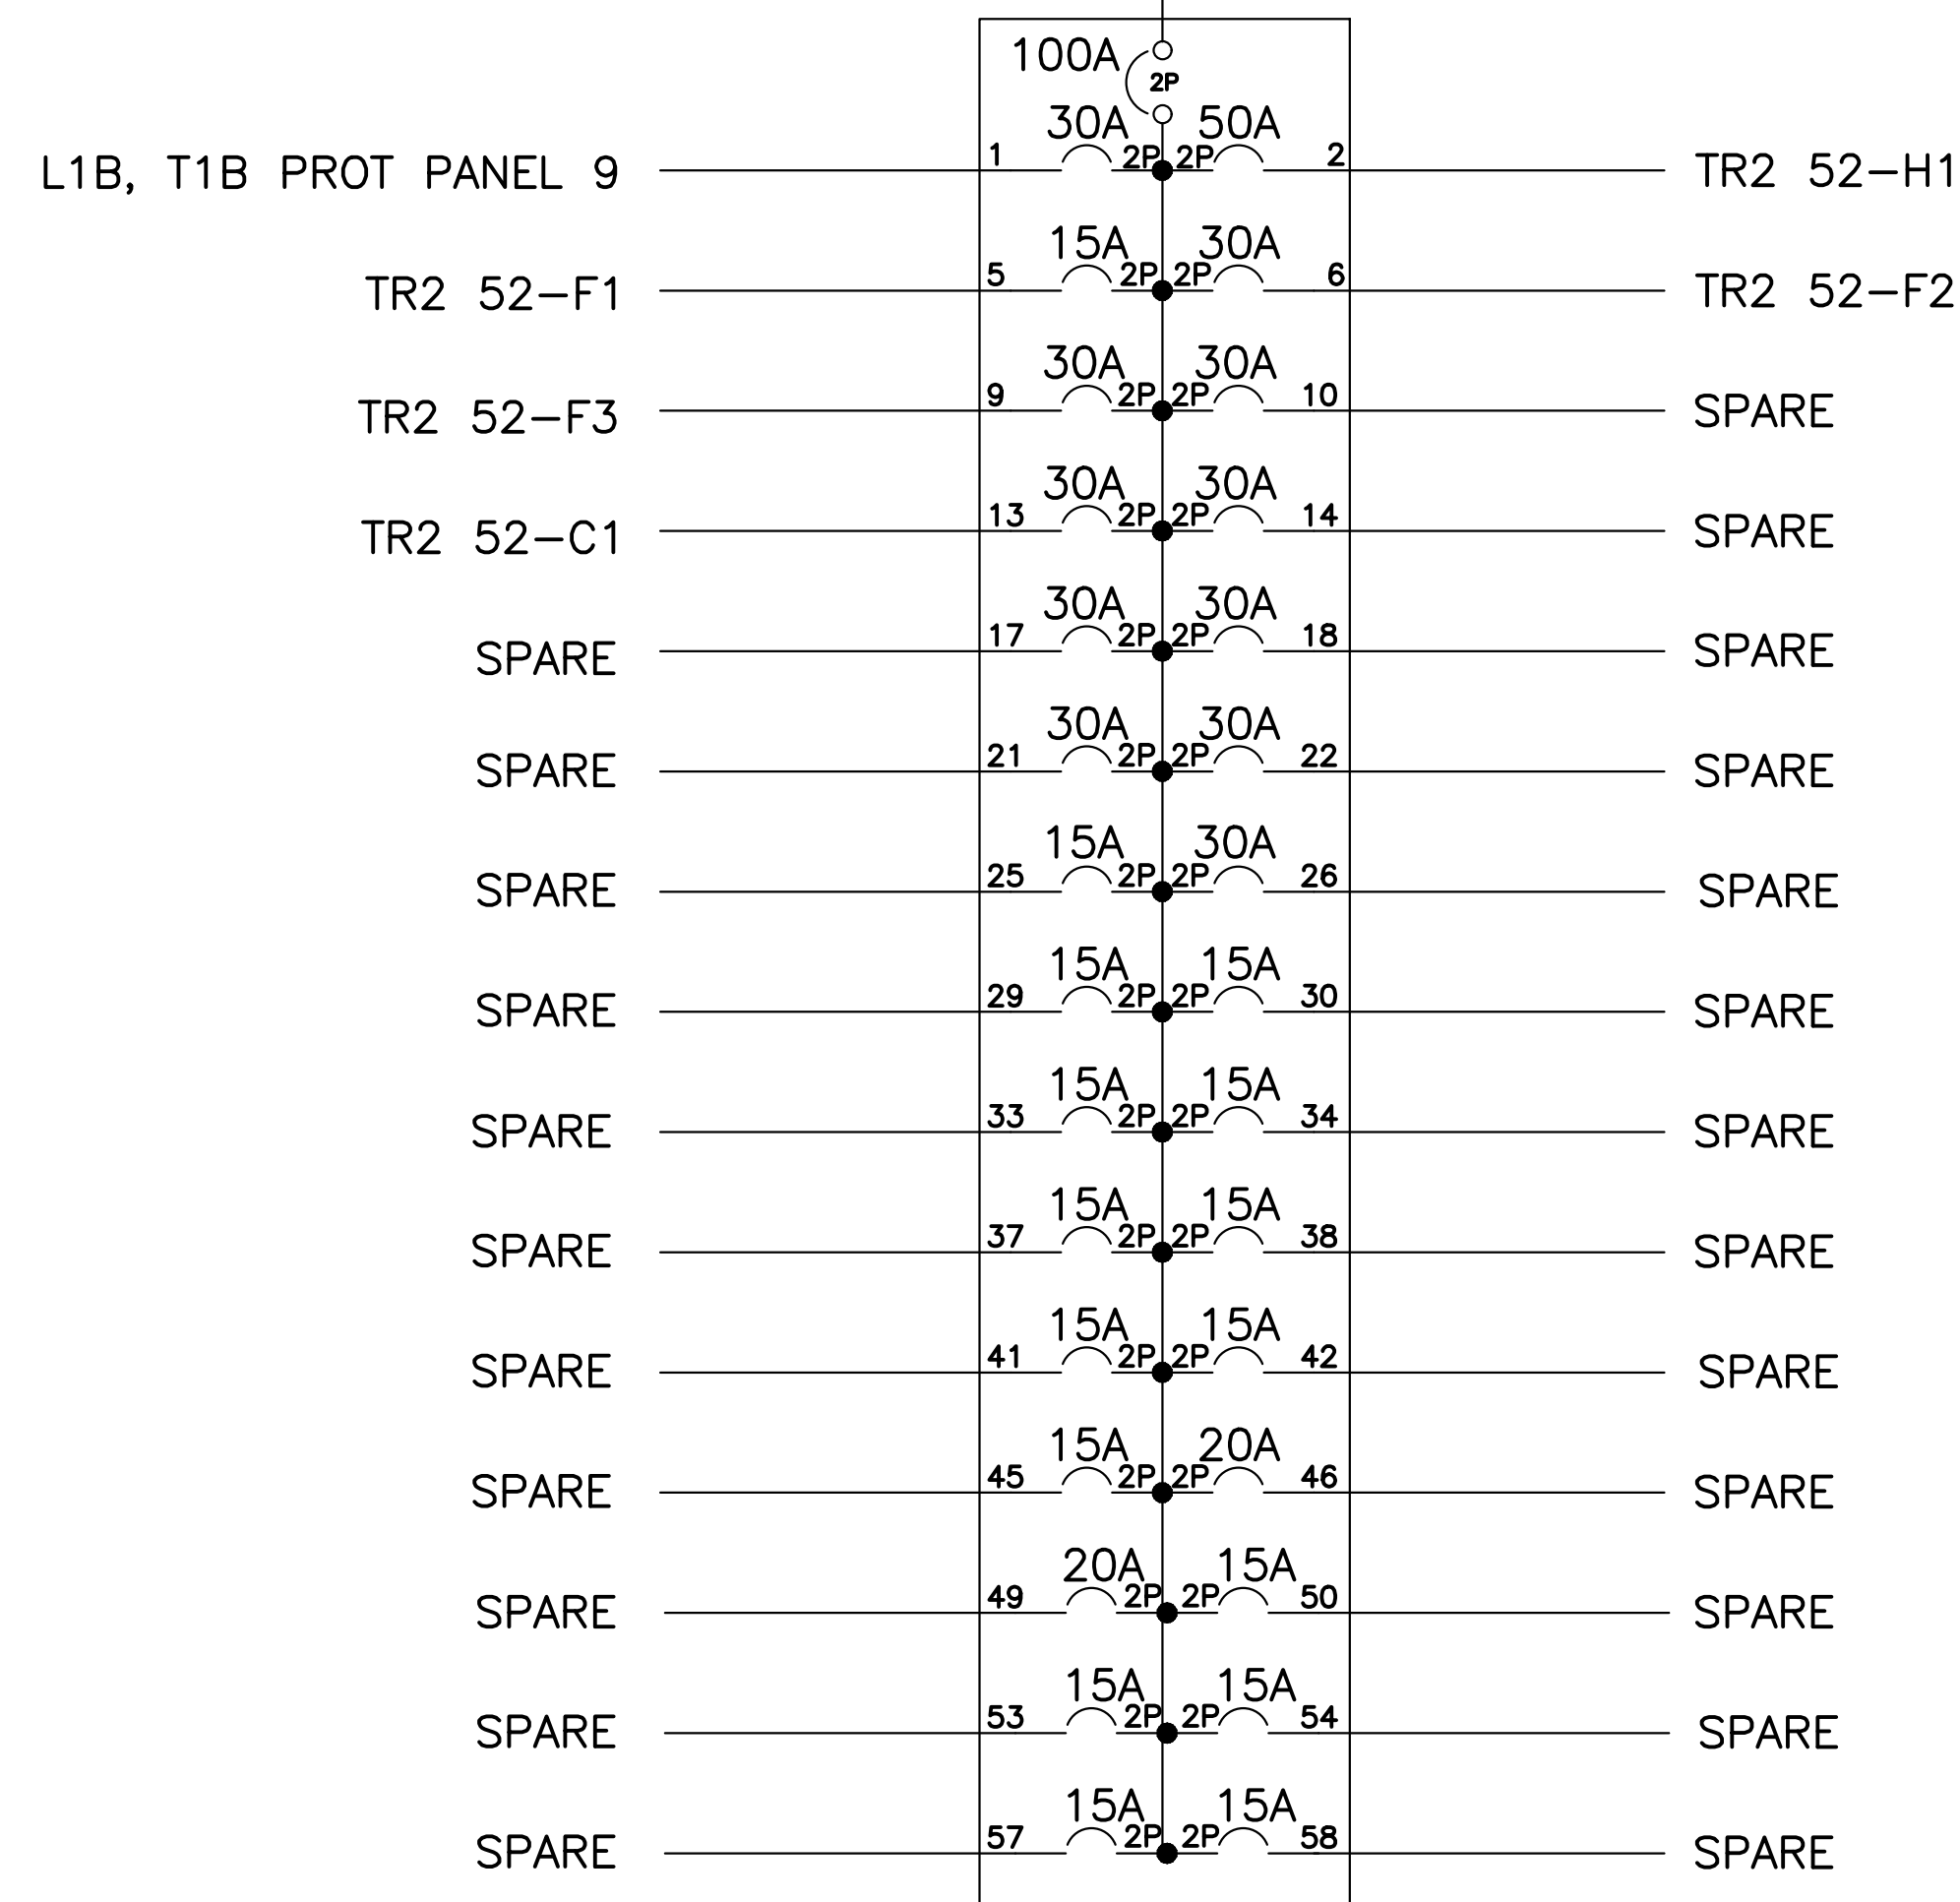 100A
2P
30A 50A
L1B, T1B PROT PANEL 9 1 2P 2P 2 TR2 52-H1
15A 30A
TR2 52-F1 5 2P 2P 6 TR2 52-F2
30A 30A
TR2 52-F3 9 2P 2P 10 SPARE
30A 30A
TR2 52-C1 13 2P 2P 14 SPARE
30A 30A
SPARE 17 2P 2P 18 SPARE
30A 30A
SPARE 21 2P 2P 22 SPARE
15A 30A
SPARE 25 2P 2P 26 SPARE
15A 15A
SPARE 29 2P 2P 30 SPARE
15A 15A
SPARE 33 2P 2P 34 SPARE
15A 15A
SPARE 37 2P 2P 38 SPARE
15A 15A
SPARE 41 2P 2P 42 SPARE
15A 20A
SPARE 45 2P 2P 46 SPARE
20A 15A
SPARE 49 2P 2P 50 SPARE
15A 15A
SPARE 53 2P 2P 54 SPARE
15A 15A
SPARE 57 2P 2P 58 SPARE